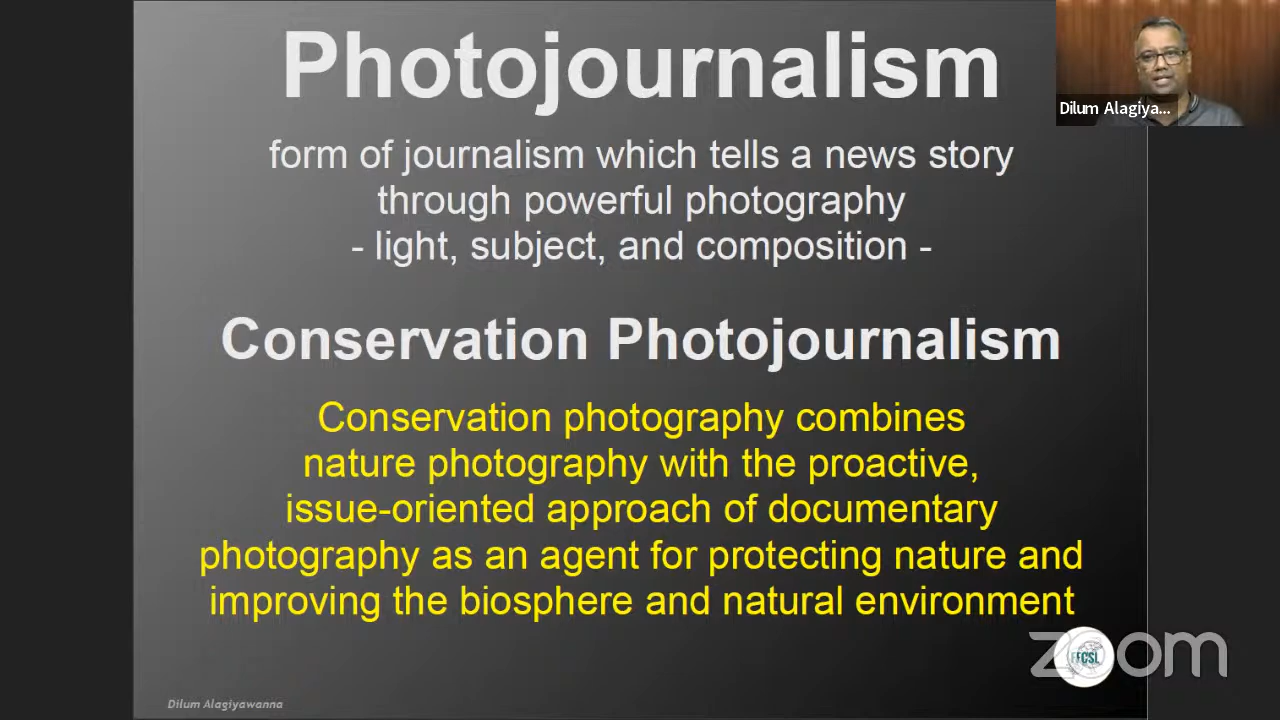 Photojournalism
Dilum Alagiya...
form of journalism which tells a news story
through powerful photography
- light, subject, and composition -
Conservation Photojournalism
Conservation photography combines
nature photography with the proactive,
issue-oriented approach of documentary
photography as an agent for protecting nature and
improving the biosphere and natural environment
zoom
FCSL
Dilum Alagiyawanna